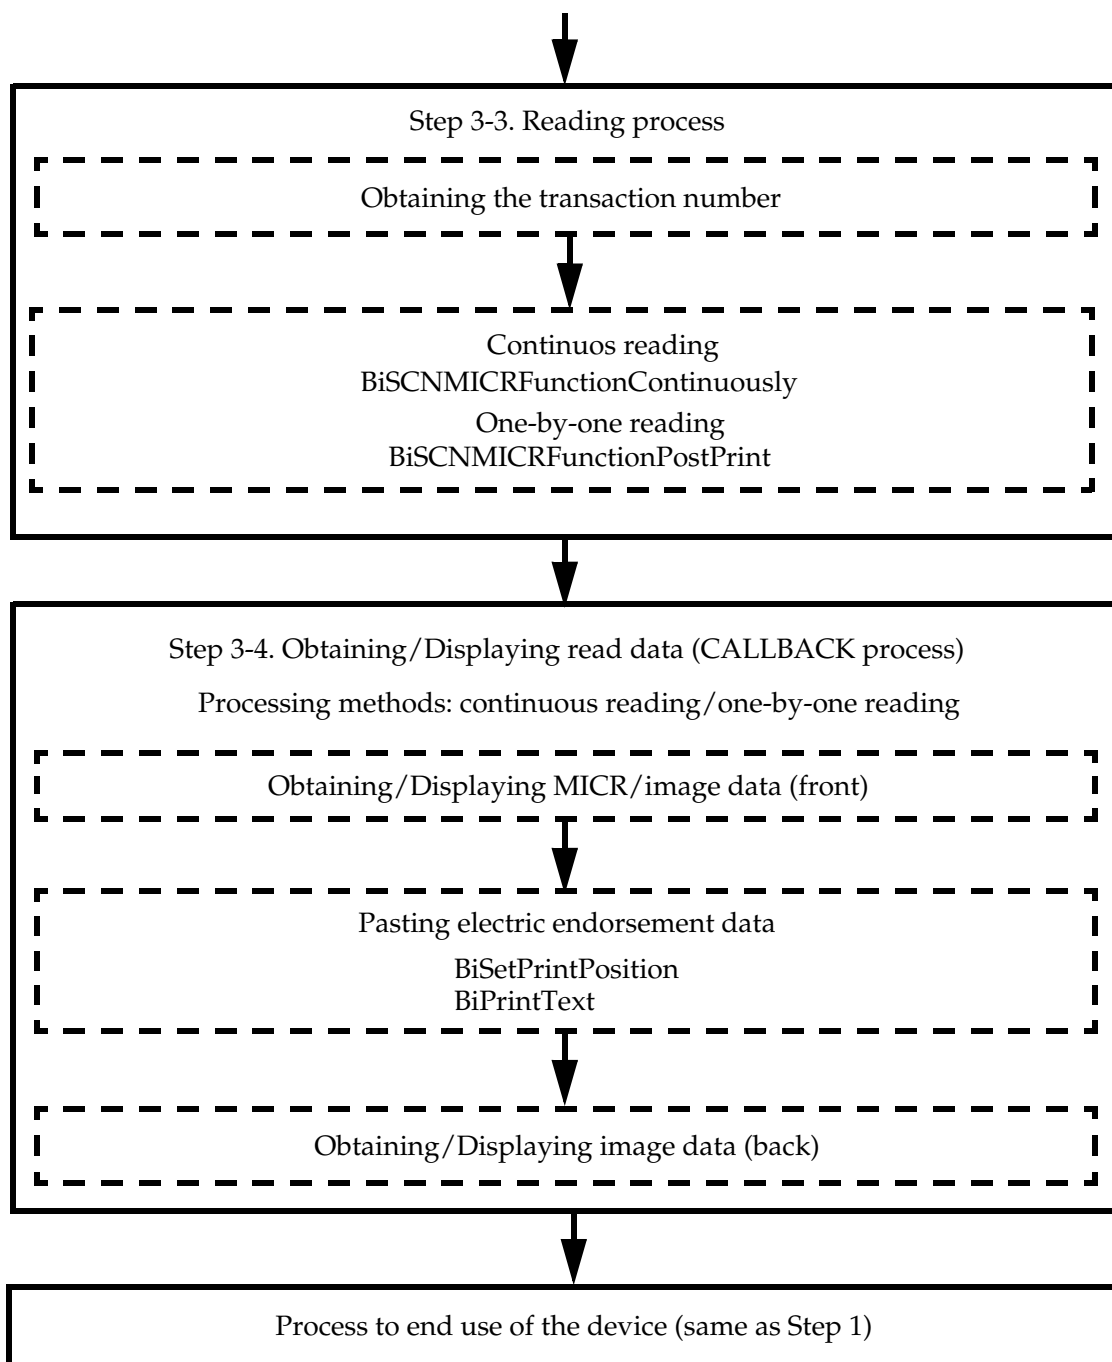 Step 3-3. Reading process
Obtaining the transaction number
Continuos reading
BiSCNMICRFunctionContinuously
One-by-one reading
BiSCNMICRFunctionPostPrint
Step 3-4. Obtaining/Displaying read data (CALLBACK process)
Processing methods: continuous reading/one-by-one reading
Obtaining/Displaying MICR/image data (front)
Pasting electric endorsement data
BiSetPrintPosition
BiPrintText
Obtaining/Displaying image data (back)
Process to end use of the device (same as Step 1)